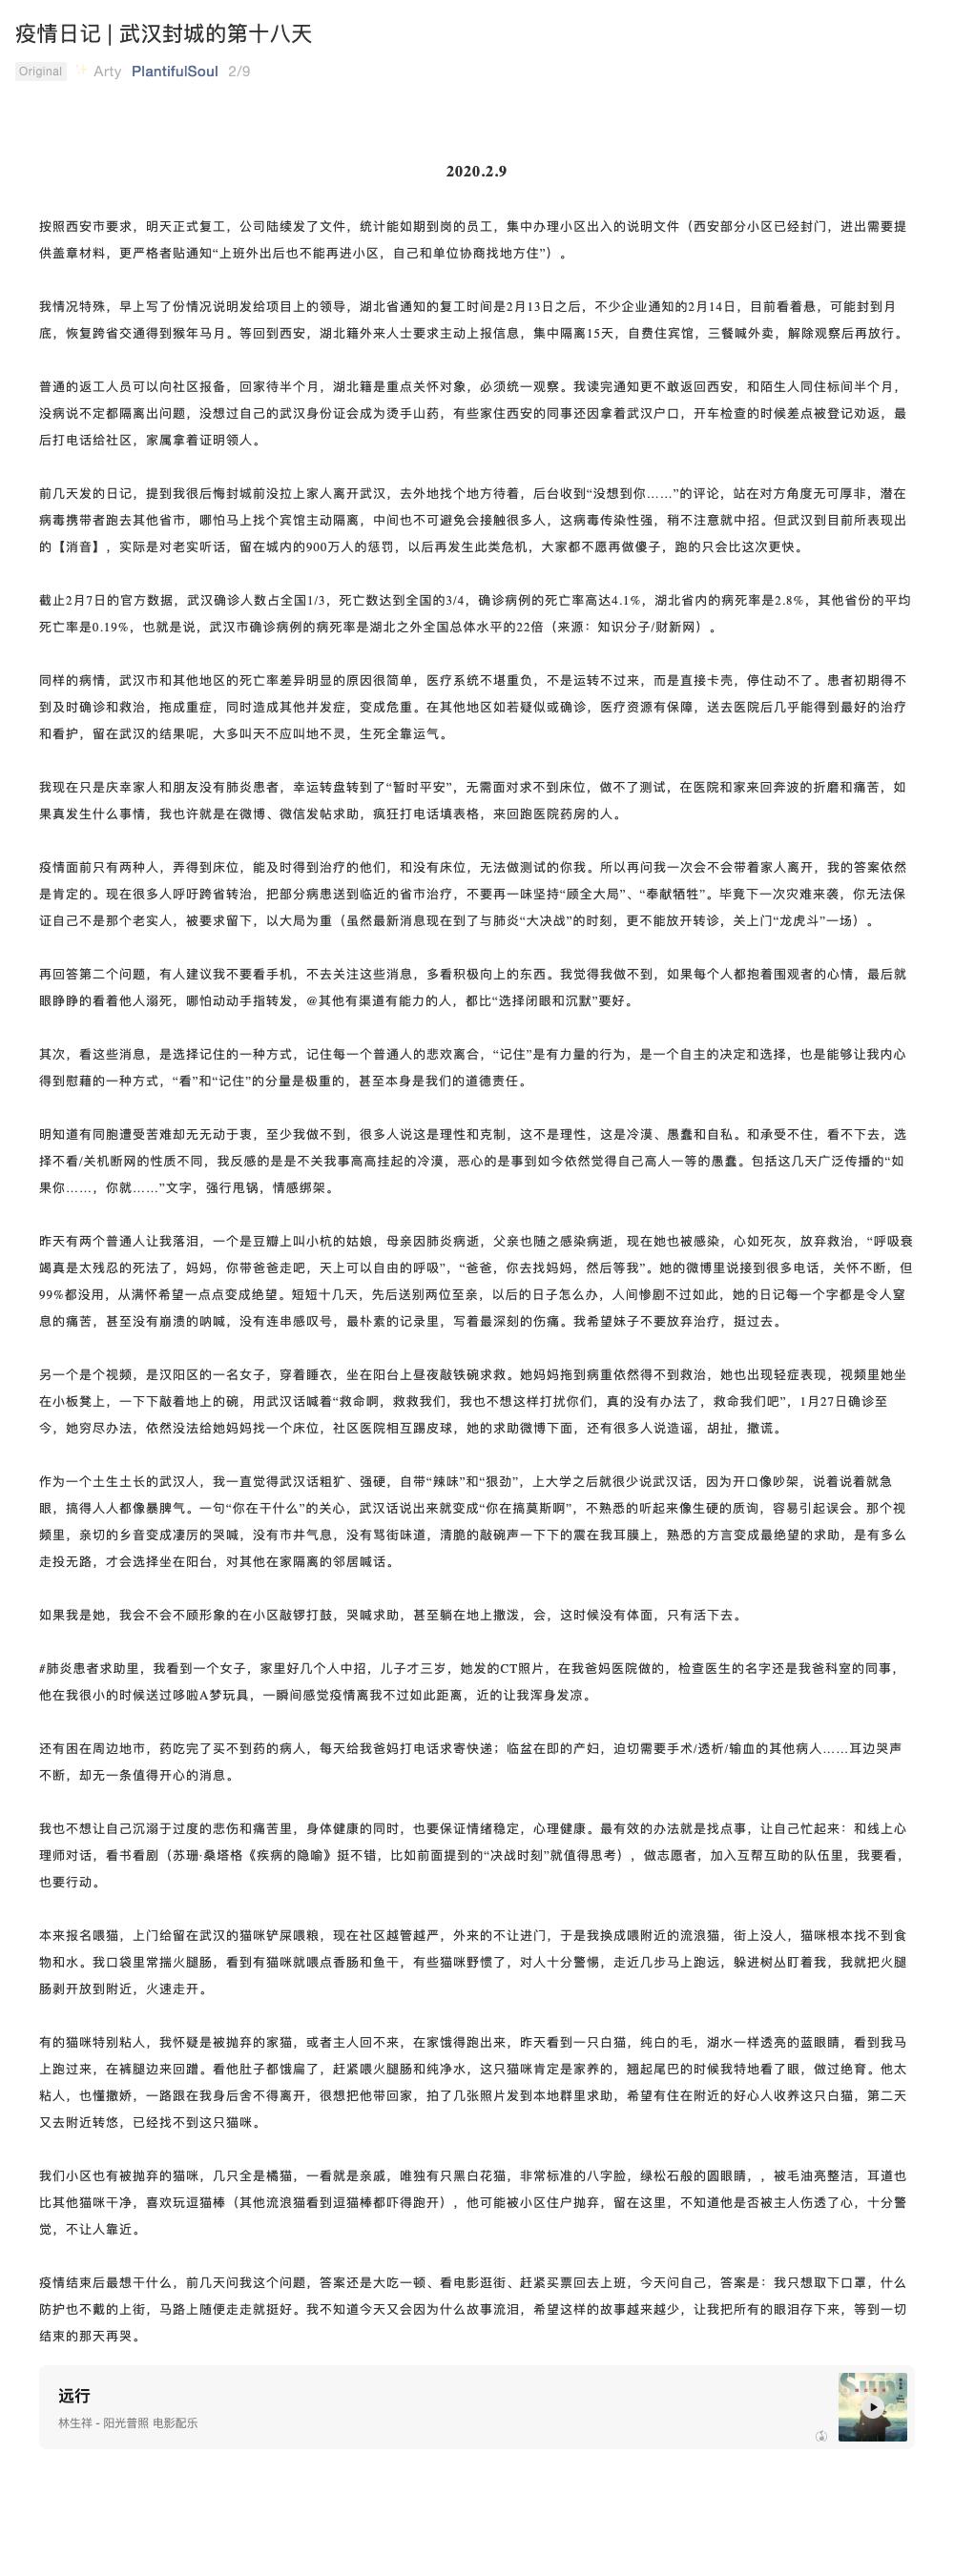 疫情日记 | 武汉封城的第十八天
Original Arty PlantifulSoul 2/9
2020.2.9
按照西安市要求，明天正式复工，公司陆续发了文件，统计能如期到岗的员工，集中办理小区出入的说明文件（西安部分小区已经封门，进出需要提
供盖章材料，更严格者贴通知“上班外出后也不能再进小区，自己和单位协商找地方住”）。
我情况特殊，早上写了份情况说明发给项目上的领导，湖北省通知的复工时间是2月13日之后，不少企业通知的2月14日，目前看着悬，可能封到月
底，恢复跨省交通得到猴年马月。等回到西安，湖北籍外来人士要求主动上报信息，集中隔离15天，自费住宾馆，三餐喊外卖，解除观察后再放行。
普通的返工人员可以向社区报备，回家待半个月，湖北籍是重点关怀对象，必须统一观察。我读完通知更不敢返回西安，和陌生人同住标间半个月，
没病说不定都隔离出问题，没想过自己的武汉身份证会成为烫手山药，有些家住西安的同事还因拿着武汉户口，开车检查的时候差点被登记劝返，最
后打电话给社区，家属拿着证明领人。
前几天发的日记，提到我很后悔封城前没拉上家人离开武汉，去外地找个地方待着，后台收到“没想到你……”的评论，站在对方角度无可厚非，潜在
病毒携带者跑去其他省市，哪怕马上找个宾馆主动隔离，中间也不可避免会接触很多人，这病毒传染性强，稍不注意就中招。但武汉到目前所表现出
的【消音】，实际是对老实听话，留在城内的900万人的惩罚，以后再发生此类危机，大家都不愿再做傻子，跑的只会比这次更快。
截止2月7日的官方数据，武汉确诊人数占全国1/3，死亡数达到全国的3/4，确诊病例的死亡率高达4.1%，湖北省内的病死率是2.8%，其他省份的平均
死亡率是0.19%，也就是说，武汉市确诊病例的病死率是湖北之外全国总体水平的22倍（来源：知识分子/财新网）。
同样的病情，武汉市和其他地区的死亡率差异明显的原因很简单，医疗系统不堪重负，不是运转不过来，而是直接卡壳，停住动不了。患者初期得不
到及时确诊和救治，拖成重症，同时造成其他并发症，变成危重。在其他地区如若疑似或确诊，医疗资源有保障，送去医院后几乎能得到最好的治疗
和看护，留在武汉的结果呢，大多叫天不应叫地不灵，生死全靠运气。
我现在只是庆幸家人和朋友没有肺炎患者，幸运转盘转到了“暂时平安”，无需面对求不到床位，做不了测试，在医院和家来回奔波的折磨和痛苦，如
果真发生什么事情，我也许就是在微博、微信发帖求助，疯狂打电话填表格，来回跑医院药房的人。
疫情面前只有两种人，弄得到床位，能及时得到治疗的他们，和没有床位，无法做测试的你我。所以再问我一次会不会带着家人离开，我的答案依然
是肯定的。现在很多人呼吁跨省转治，把部分病患送到临近的省市治疗，不要再一味坚持“顾全大局”、“奉献牺牲”。毕竟下一次灾难来袭，你无法保
证自己不是那个老实人，被要求留下，以大局为重（虽然最新消息现在到了与肺炎“大决战”的时刻，更不能放开转诊，关上门“龙虎斗”一场）。
再回答第二个问题，有人建议我不要看手机，不去关注这些消息，多看积极向上的东西。我觉得我做不到，如果每个人都抱着围观者的心情，最后就
眼睁睁的看着他人溺死，哪怕动动手指转发，@其他有渠道有能力的人，都比“选择闭眼和沉默”要好。
其次，看这些消息，是选择记住的一种方式，记住每一个普通人的悲欢离合，“记住”是有力量的行为，是一个自主的决定和选择，也是能够让我内心
得到慰藉的一种方式，“看”和“记住”的分量是极重的，甚至本身是我们的道德责任。
明知道有同胞遭受苦难却无无动于衷，至少我做不到，很多人说这是理性和克制，这不是理性，这是冷漠、愚蠢和自私。和承受不住，看不下去，选
择不看/关机断网的性质不同，我反感的是是不关我事高高挂起的冷漠，恶心的是事到如今依然觉得自己高人一等的愚蠢。包括这几天广泛传播的“如
果你……，你就……”文字，强行甩锅，情感绑架。
昨天有两个普通人让我落泪，一个是豆瓣上叫小杭的姑娘，母亲因肺炎病逝，父亲也随之感染病逝，现在她也被感染，心如死灰，放弃救治，“呼吸衰
竭真是太残忍的死法了，妈妈，你带爸爸走吧，天上可以自由的呼吸”，“爸爸，你去找妈妈，然后等我”。她的微博里说接到很多电话，关怀不断，但
99%都没用，从满怀希望一点点变成绝望。短短十几天，先后送别两位至亲，以后的日子怎么办，人间惨剧不过如此，她的日记每一个字都是令人窒
息的痛苦，甚至没有崩溃的呐喊，没有连串感叹号，最朴素的记录里，写着最深刻的伤痛。我希望妹子不要放弃治疗，挺过去。
另一个是个视频，是汉阳区的一名女子，穿着睡衣，坐在阳台上昼夜敲铁碗求救。她妈妈拖到病重依然得不到救治，她也出现轻症表现，视频里她坐
在小板凳上，一下下敲着地上的碗，用武汉话喊着“救命啊，救救我们，我也不想这样打扰你们，真的没有办法了，救命我们吧”，1月27日确诊至
今，她穷尽办法，依然没法给她妈妈找一个床位，社区医院相互踢皮球，她的求助微博下面，还有很多人说造谣，胡扯，撒谎。
作为一个土生土长的武汉人，我一直觉得武汉话粗犷、强硬，自带“辣味”和“狠劲”，上大学之后就很少说武汉话，因为开口像吵架，说着说着就急
眼，搞得人人都像暴脾气。一句“你在干什么”的关心，武汉话说出来就变成“你在搞莫斯啊”，不熟悉的听起来像生硬的质询，容易引起误会。那个视
频里，亲切的乡音变成凄厉的哭喊，没有市井气息，没有骂街味道，清脆的敲碗声一下下的震在我耳膜上，熟悉的方言变成最绝望的求助，是有多么
走投无路，才会选择坐在阳台，对其他在家隔离的邻居喊话。
如果我是她，我会不会不顾形象的在小区敲锣打鼓，哭喊求助，甚至躺在地上撒泼，会，这时候没有体面，只有活下去。
#肺炎患者求助里，我看到一个女子，家里好几个人中招，儿子才三岁，她发的CT照片，在我爸妈医院做的，检查医生的名字还是我爸科室的同事，
他在我很小的时候送过哆啦A梦玩具，一瞬间感觉疫情离我不过如此距离，近的让我浑身发凉。
还有困在周边地市，药吃完了买不到药的病人，每天给我爸妈打电话求寄快递；临盆在即的产妇，迫切需要手术/透析/输血的其他病人……耳边哭声
不断，却无一条值得开心的消息。
我也不想让自己沉溺于过度的悲伤和痛苦里，身体健康的同时，也要保证情绪稳定，心理健康。最有效的办法就是找点事，让自己忙起来：和线上心
理师对话，看书看剧（苏珊·桑塔格《疾病的隐喻》挺不错，比如前面提到的“决战时刻”就值得思考），做志愿者，加入互帮互助的队伍里，我要看，
也要行动。
本来报名喂猫，上门给留在武汉的猫咪铲屎喂粮，现在社区越管越严，外来的不让进门，于是我换成喂附近的流浪猫，街上没人，猫咪根本找不到食
物和水。我口袋里常揣火腿肠，看到有猫咪就喂点香肠和鱼干，有些猫咪野惯了，对人十分警惕，走近几步马上跑远，躲进树丛盯着我，我就把火腿
肠剥开放到附近，火速走开。
有的猫咪特别粘人，我怀疑是被抛弃的家猫，或者主人回不来，在家饿得跑出来，昨天看到一只白猫，纯白的毛，湖水一样透亮的蓝眼睛，看到我马
上跑过来，在裤腿边来回蹭。看他肚子都饿扁了，赶紧喂火腿肠和纯净水，这只猫咪肯定是家养的，翘起尾巴的时候我特地看了眼，做过绝育。他太
粘人，也懂撒娇，一路跟在我身后舍不得离开，很想把他带回家，拍了几张照片发到本地群里求助，希望有住在附近的好心人收养这只白猫，第二天
又去附近转悠，已经找不到这只猫咪。
我们小区也有被抛弃的猫咪，几只全是橘猫，一看就是亲戚，唯独有只黑白花猫，非常标准的八字脸，绿松石般的圆眼睛，，被毛油亮整洁，耳道也
比其他猫咪干净，喜欢玩逗猫棒（其他流浪猫看到逗猫棒都吓得跑开），他可能被小区住户抛弃，留在这里，不知道他是否被主人伤透了心，十分警
觉，不让人靠近。
疫情结束后最想干什么，前几天问我这个问题，答案还是大吃一顿、看电影逛街、赶紧买票回去上班，今天问自己，答案是：我只想取下口罩，什么
防护也不戴的上街，马路上随便走走就挺好。我不知道今天又会因为什么故事流泪，希望这样的故事越来越少，让我把所有的眼泪存下来，等到一切
结束的那天再哭。
远行
林生祥 - 阳光普照 电影配乐